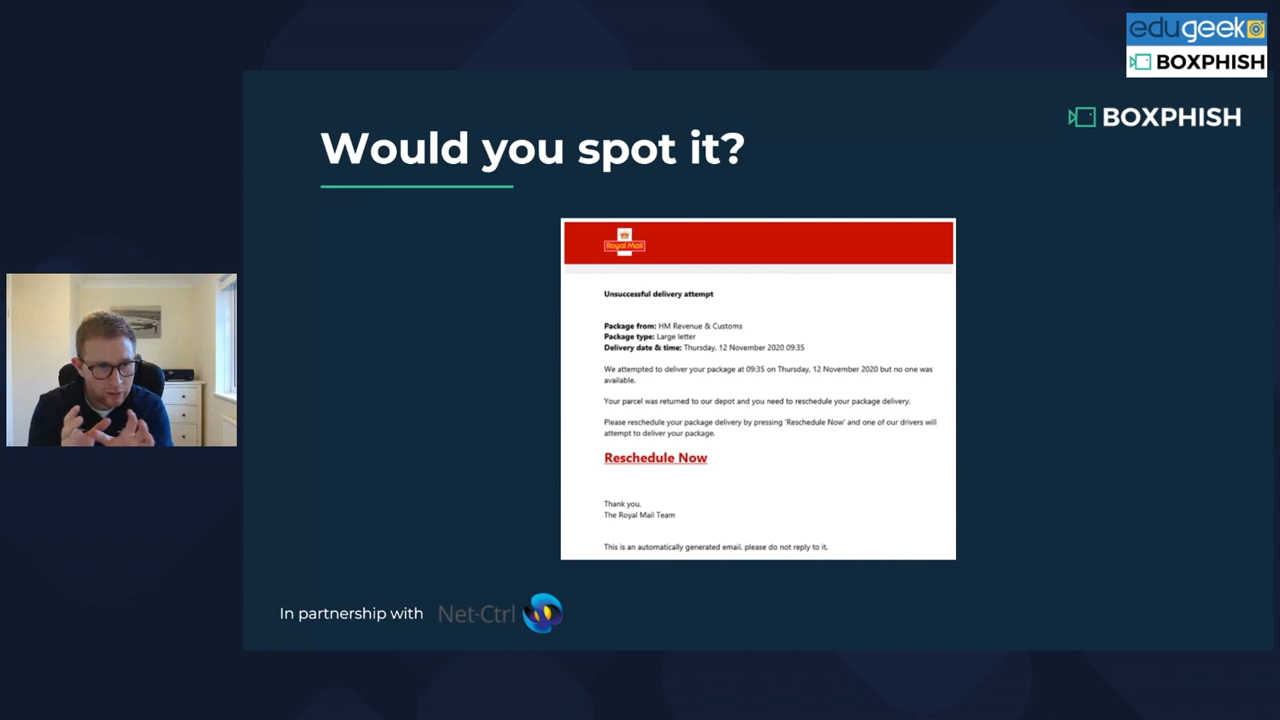 edugeek
BOXPHISH
BOXPHISH
Would you spot it?
Royal Mail
Unsuccessful delivery attempt
Package from: HM Revenue & Customs
Package type: Large letter
Delivery date & time: Thursday, 12 November 2020 09:35
We attempted to deliver your package at 09:35 on Thursday, 12 November 2020 but no one was
available.
Your parcel was returned to our depot and you need to reschedule your package delivery.
Please reschedule your package delivery by pressing 'Reschedule Now' and one of our drivers will
attempt to deliver your package.
Reschedule Now
Thank you.
The Royal Mail Team
This is an automatically generated email, please do not reply to it.
In partnership with Net-Ctrl